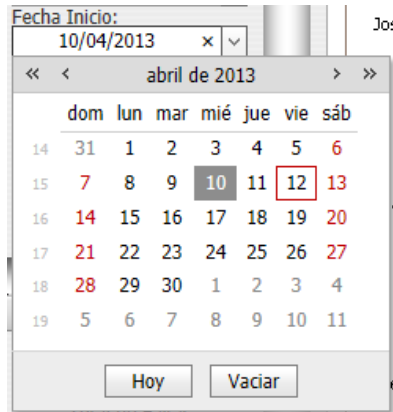 Fecha Inicio:
10/04/2013 ×
« ‹ abril de 2013 › »
dom lun mar mié jue vie sáb
14 31 1 2 3 4 5 6
15 7 8 9 10 11 12 13
16 14 15 16 17 18 19 20
17 21 22 23 24 25 26 27
18 28 29 30 1 2 3 4
19 5 6 7 8 9 10 11
Hoy Vaciar